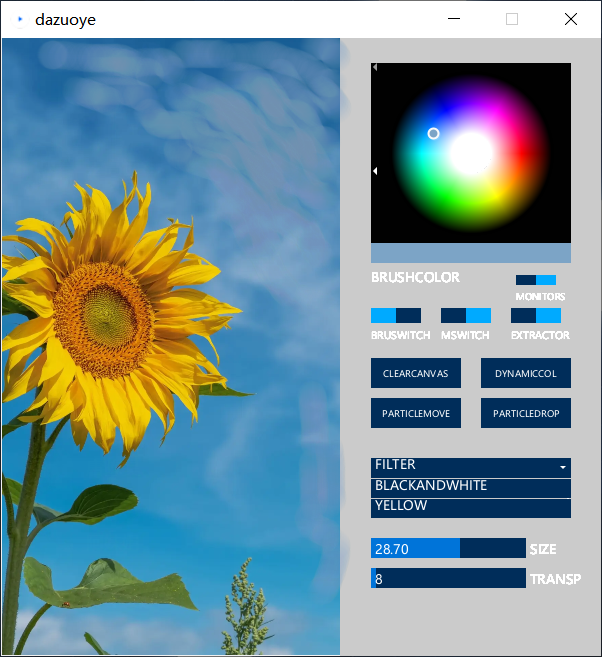 dazuoye
BRUSHCOLOR
MONITORS
BRUSWITCH MSWITCH EXTRACTOR
CLEARCANVAS DYNAMICCOL
PARTICLEMOVE PARTICLEDROP
FILTER
BLACKANDWHITE
YELLOW
28.70 SIZE
8 TRANSP